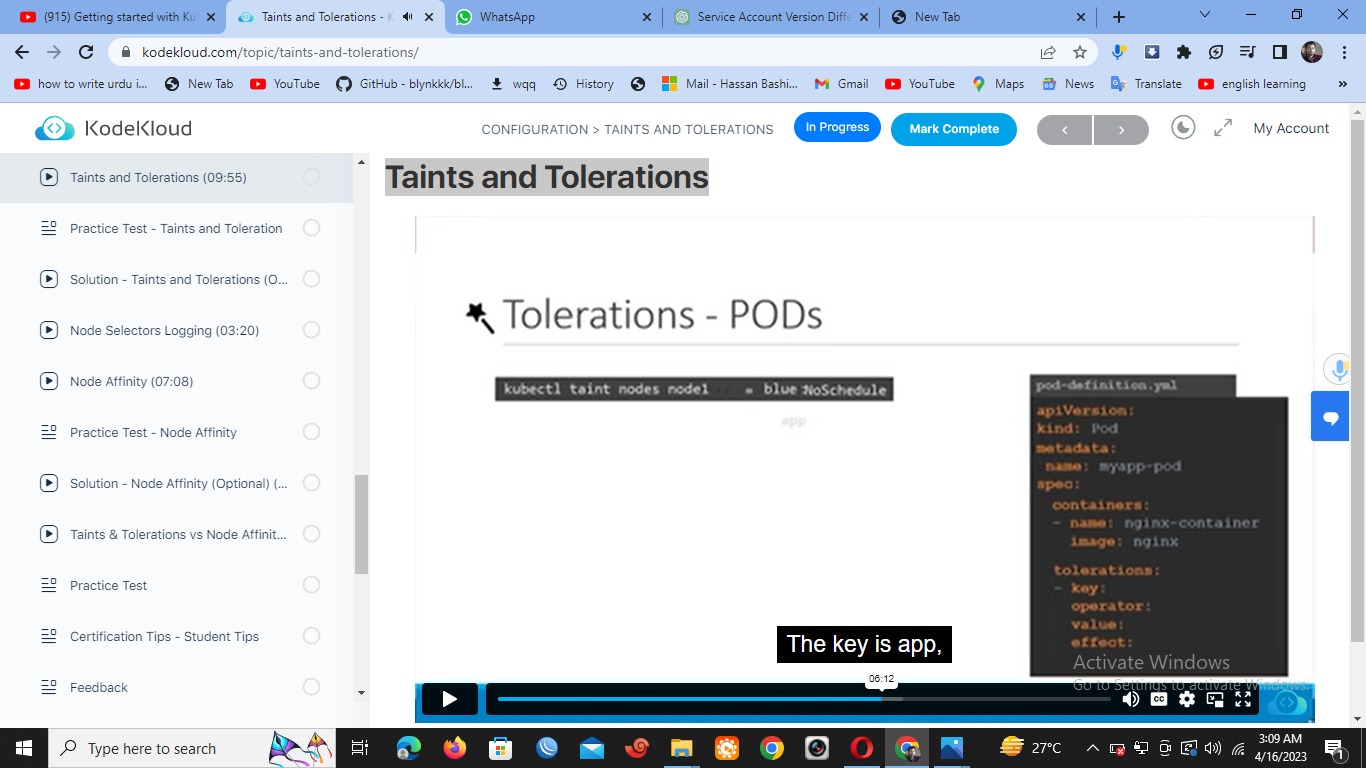 (915) Getting started with Ku
Taints and Tolerations - K
WhatsApp
Service Account Version Diffe
New Tab
kodekloud.com/topic/taints-and-tolerations/
how to write urdu i...
New Tab
YouTube
GitHub - blynkkk/bl...
wqq
History
Mail - Hassan Bashi...
Gmail
YouTube
Maps
News
Translate
english learning
»
KodeKloud
CONFIGURATION > TAINTS AND TOLERATIONS
In Progress
Mark Complete
<
>
My Account
Taints and Tolerations (09:55)
Practice Test - Taints and Toleration
Solution - Taints and Tolerations (O...
Node Selectors Logging (03:20)
Node Affinity (07:08)
Practice Test - Node Affinity
Solution - Node Affinity (Optional) (...
Taints & Tolerations vs Node Affinit...
Practice Test
Certification Tips - Student Tips
Feedback
Taints and Tolerations
Tolerations - PODs
kubectl taint nodes node1 = blue:NoSchedule
app
pod-definition.yml
apiVersion:
kind: Pod
metadata:
name: myapp-pod
spec:
containers:
- name: nginx-container
image: nginx
tolerations:
- key:
operator:
value:
effect:
The key is app,
Activate Windows
Go to Settings to activate Windows.
06:12
CC
Type here to search
27°C
3:09 AM
4/16/2023
1